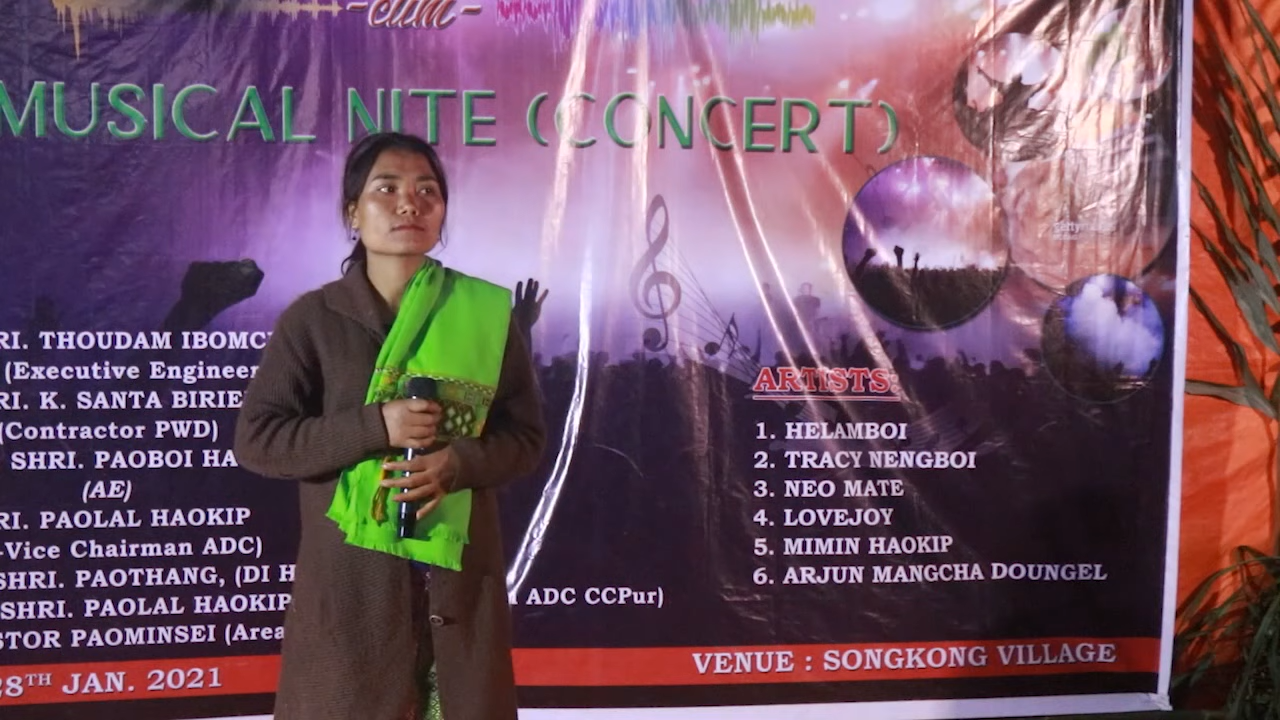 -cum-
MUSICAL NITE (CONCERT)
gettyimages
RI. THOUDAM IBOMC
(Executive Engineer
RI. K. SANTA BIRIE
(Contractor PWD)
SHRI. PAOBOI HA
(AE)
RI. PAOLAL HAOKIP
-Vice Chairman ADC)
SHRI. PAOTHANG, (DI H
SHRI. PAOLAL HAOKIP ADC CCPur)
STOR PAOMINSEI (Area
ARTISTS:
1. HELAMBOI
2. TRACY NENGBOI
3. NEO MATE
4. LOVEJOY
5. MIMIN HAOKIP
6. ARJUN MANGCHA DOUNGEL
28TH JAN. 2021
VENUE : SONGKONG VILLAGE